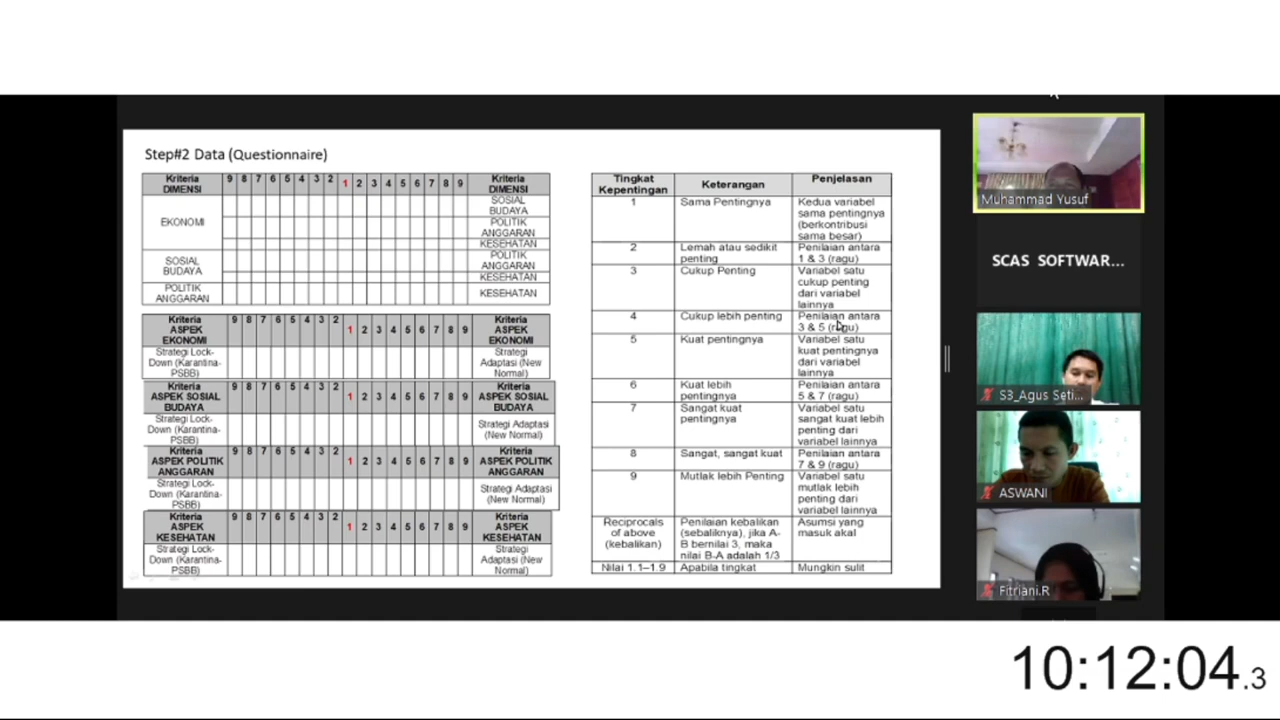 Step#2 Data (Questionnaire)
Kriteria DIMENSI 9 8 7 6 5 4 3 2 1 2 3 4 5 6 7 8 9 Kriteria DIMENSI
EKONOMI
SOSIAL BUDAYA
POLITIK ANGGARAN
KESEHATAN
SOSIAL BUDAYA
POLITIK ANGGARAN
KESEHATAN
POLITIK ANGGARAN
KESEHATAN
Kriteria ASPEK EKONOMI 9 8 7 6 5 4 3 2 1 2 3 4 5 6 7 8 9 Kriteria ASPEK EKONOMI
Strategi Lock-
Down (Karantina-
PSBB)
Strategi
Adaptasi (New
Normal)
Kriteria ASPEK SOSIAL BUDAYA 9 8 7 6 5 4 3 2 1 2 3 4 5 6 7 8 9 Kriteria ASPEK SOSIAL BUDAYA
Strategi Lock-
Down (Karantina-
PSBB)
Strategi Adaptasi
(New Normal)
Kriteria ASPEK POLITIK ANGGARAN 9 8 7 6 5 4 3 2 1 2 3 4 5 6 7 8 9 Kriteria ASPEK POLITIK ANGGARAN
Strategi Lock-
Down (Karantina-
PSBB)
Strategi Adaptasi
(New Normal)
Kriteria ASPEK KESEHATAN 9 8 7 6 5 4 3 2 1 2 3 4 5 6 7 8 9 Kriteria ASPEK KESEHATAN
Strategi Lock-
Down (Karantina-
PSBB)
Strategi
Adaptasi (New
Normal)
Tingkat Kepentingan Keterangan Penjelasan
1 Sama Pentingnya Kedua variabel
sama pentingnya
(berkontribusi
sama besar)
2 Lemah atau sedikit penting Penilaian antara
1 & 3 (ragu)
3 Cukup Penting Variabel satu
cukup penting
dari variabel
lainnya
4 Cukup lebih penting Penilaian antara
3 & 5 (ragu)
5 Kuat pentingnya Variabel satu
kuat pentingnya
dari variabel
lainnya
6 Kuat lebih pentingnya Penilaian antara
5 & 7 (ragu)
7 Sangat kuat pentingnya Variabel satu
sangat kuat lebih
penting dari
variabel lainnya
8 Sangat, sangat kuat Penilaian antara
7 & 9 (ragu)
9 Mutlak lebih Penting Variabel satu
mutlak lebih
penting dari
variabel lainnya
Reciprocals of above (kebalikan)
Penilaian kebalikan
(sebaliknya), jika A-
B bernilai 3, maka
nilai B-A adalah 1/3
Asumsi yang
masuk akal
Nilai 1.1–1.9 Apabila tingkat Mungkin sulit
Muhammad Yusuf
SCAS SOFTWAR...
S3_Agus Seti...
ASWANI
Fitriani.R
10:12:04.3